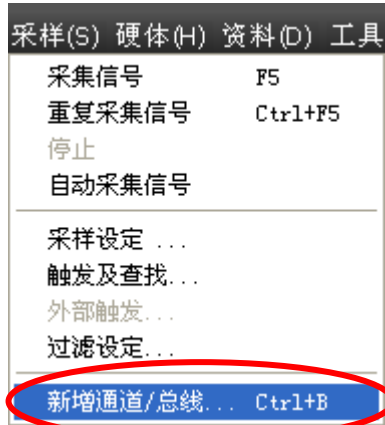 采样(S) 硬体(H) 资料(D) 工具
采集信号 F5
重复采集信号 Ctrl+F5
停止
自动采集信号
采样设定 ...
触发及查找...
外部触发...
过滤设定...
新增通道/总线... Ctrl+B